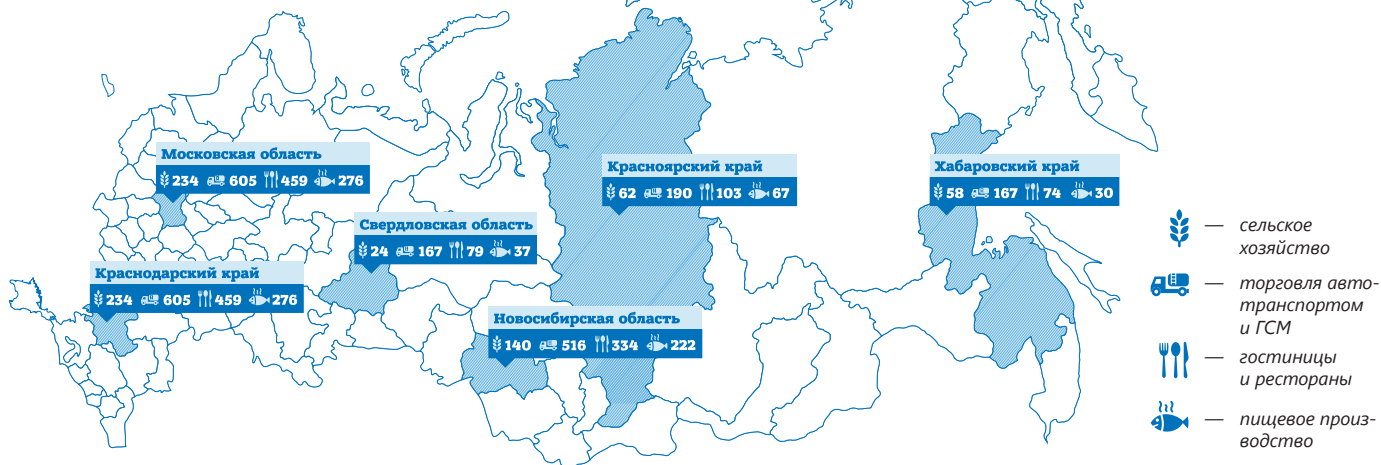 Московская область
234 605 459 276
Красноярский край
62 190 103 67
Хабаровский край
58 167 74 30
Свердловская область
24 167 79 37
Краснодарский край
234 605 459 276
Новосибирская область
140 516 334 222
— сельское
хозяйство
— торговля авто-
транспортом
и ГСМ
— гостиницы
и рестораны
— пищевое произ-
водство